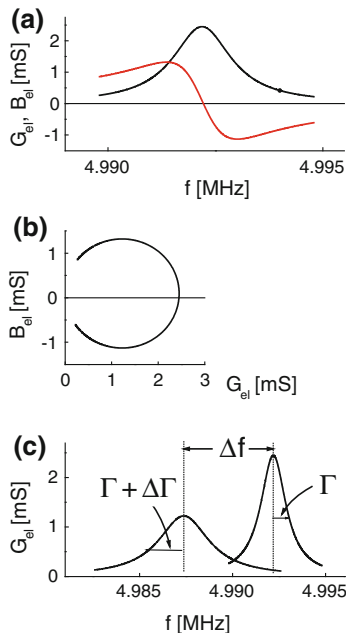 (a)
G_el, B_el [mS]
2
1
0
-1
4.990
4.995
f [MHz]
(b)
B_el [mS]
1
0
-1
0
1
2
3
G_el [mS]
(c)
G_el [mS]
2
1
0
Δf
Γ + ΔΓ
Γ
4.985
4.990
4.995
f [MHz]